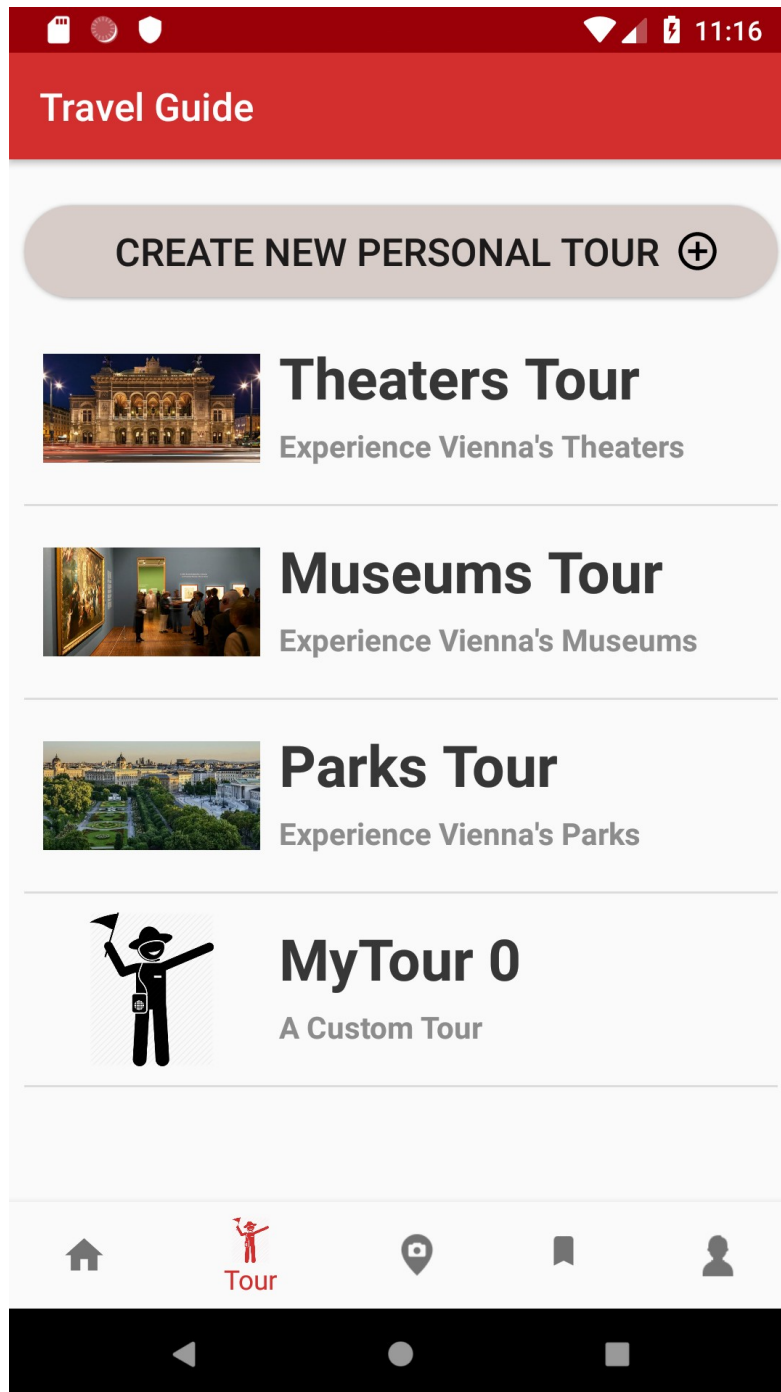 11:16
Travel Guide
CREATE NEW PERSONAL TOUR
Theaters Tour
Experience Vienna's Theaters
Museums Tour
Experience Vienna's Museums
Parks Tour
Experience Vienna's Parks
MyTour 0
A Custom Tour
Tour